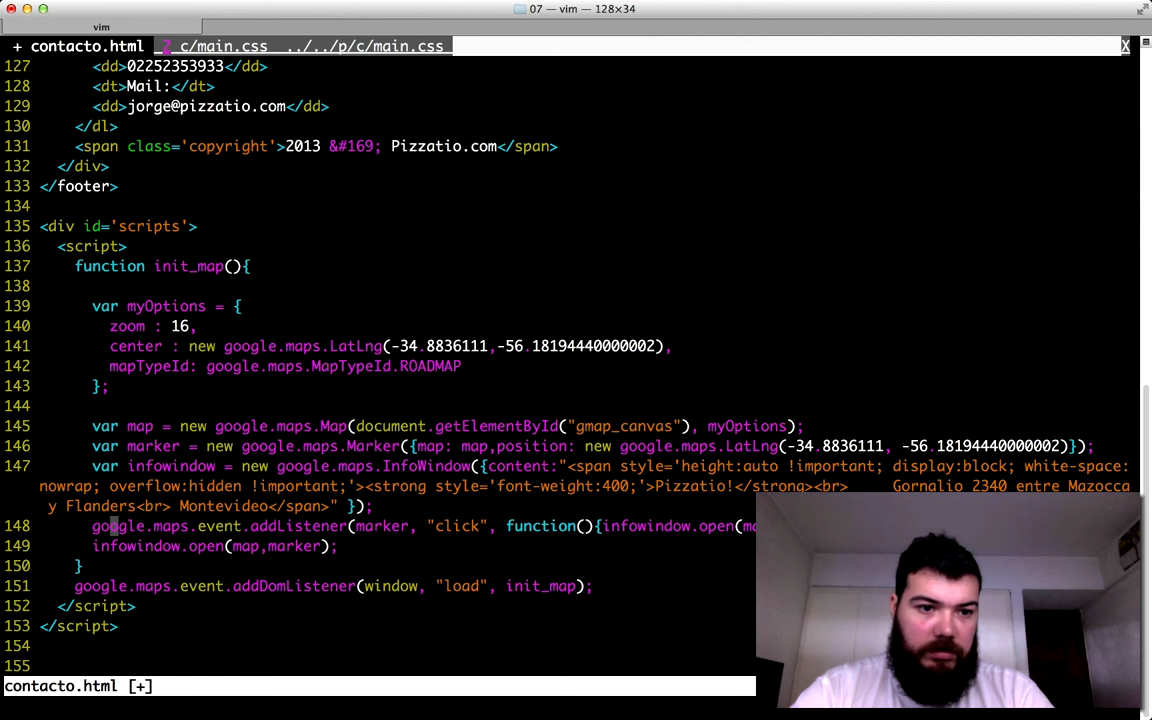 07 — vim — 128×34
vim
+ contacto.html 2 c/main.css ../../p/c/main.css X
127 <dd>02252353933</dd>
128 <dt>Mail:</dt>
129 <dd>jorge@pizzatio.com</dd>
130 </dl>
131 <span class='copyright'>2013 &#169; Pizzatio.com</span>
132 </div>
133 </footer>
134
135 <div id='scripts'>
136 <script>
137 function init_map(){
138
139 var myOptions = {
140 zoom : 16,
141 center : new google.maps.LatLng(-34.8836111,-56.18194440000002),
142 mapTypeId: google.maps.MapTypeId.ROADMAP
143 };
144
145 var map = new google.maps.Map(document.getElementById("gmap_canvas"), myOptions);
146 var marker = new google.maps.Marker({map: map,position: new google.maps.LatLng(-34.8836111, -56.18194440000002)});
147 var infowindow = new google.maps.InfoWindow({content:"<span style='height:auto !important; display:block; white-space:
nowrap; overflow:hidden !important;'><strong style='font-weight:400;'>Pizzatio!</strong><br> Gornalio 2340 entre Mazocca
y Flanders<br> Montevideo</span>" });
148 google.maps.event.addListener(marker, "click", function(){infowindow.open(ma
149 infowindow.open(map,marker);
150 }
151 google.maps.event.addDomListener(window, "load", init_map);
152 </script>
153 </script>
154
155
contacto.html [+]